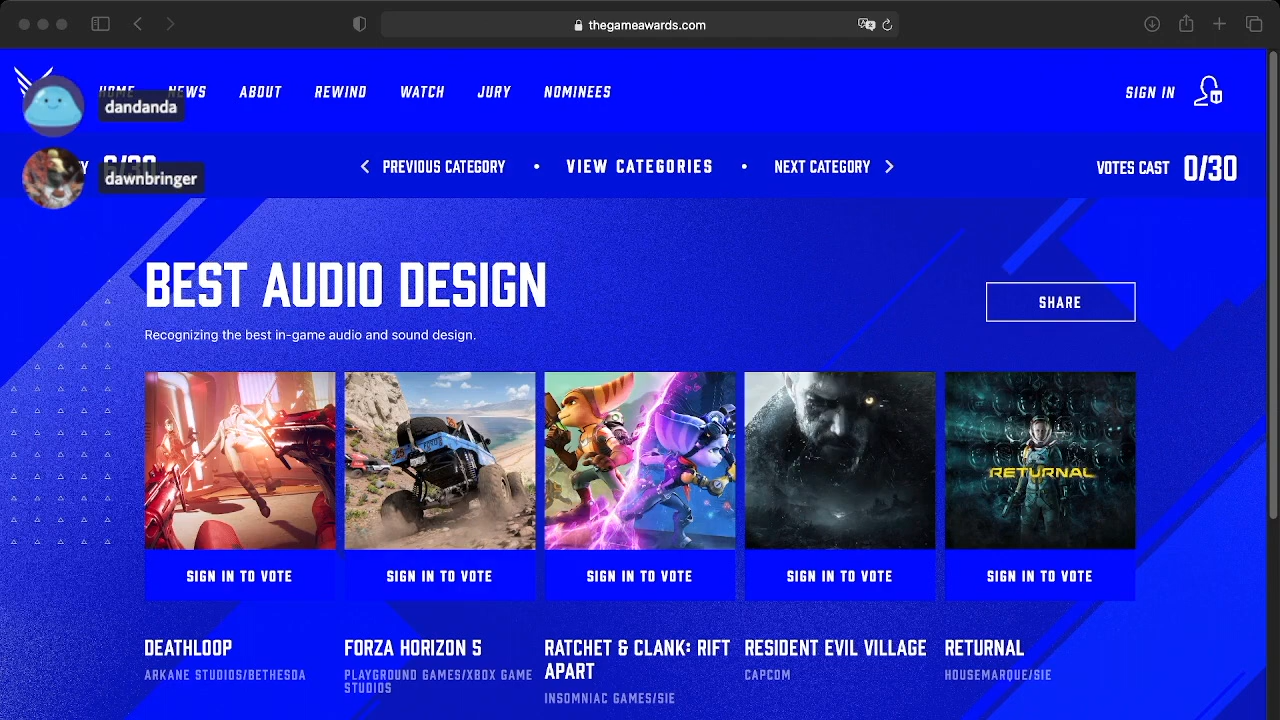 thegameawards.com
HOME NEWS ABOUT REWIND WATCH JURY NOMINEES SIGN IN
dandanda
6/30 PREVIOUS CATEGORY • VIEW CATEGORIES • NEXT CATEGORY VOTES CAST 0/30
dawnbringer
BEST AUDIO DESIGN
SHARE
Recognizing the best in-game audio and sound design.
RETURNAL
SIGN IN TO VOTE SIGN IN TO VOTE SIGN IN TO VOTE SIGN IN TO VOTE SIGN IN TO VOTE
DEATHLOOP
ARKANE STUDIOS/BETHESDA
FORZA HORIZON 5
PLAYGROUND GAMES/XBOX GAME
STUDIOS
RATCHET & CLANK: RIFT
APART
INSOMNIAC GAMES/SIE
RESIDENT EVIL VILLAGE
CAPCOM
RETURNAL
HOUSEMARQUE/SIE